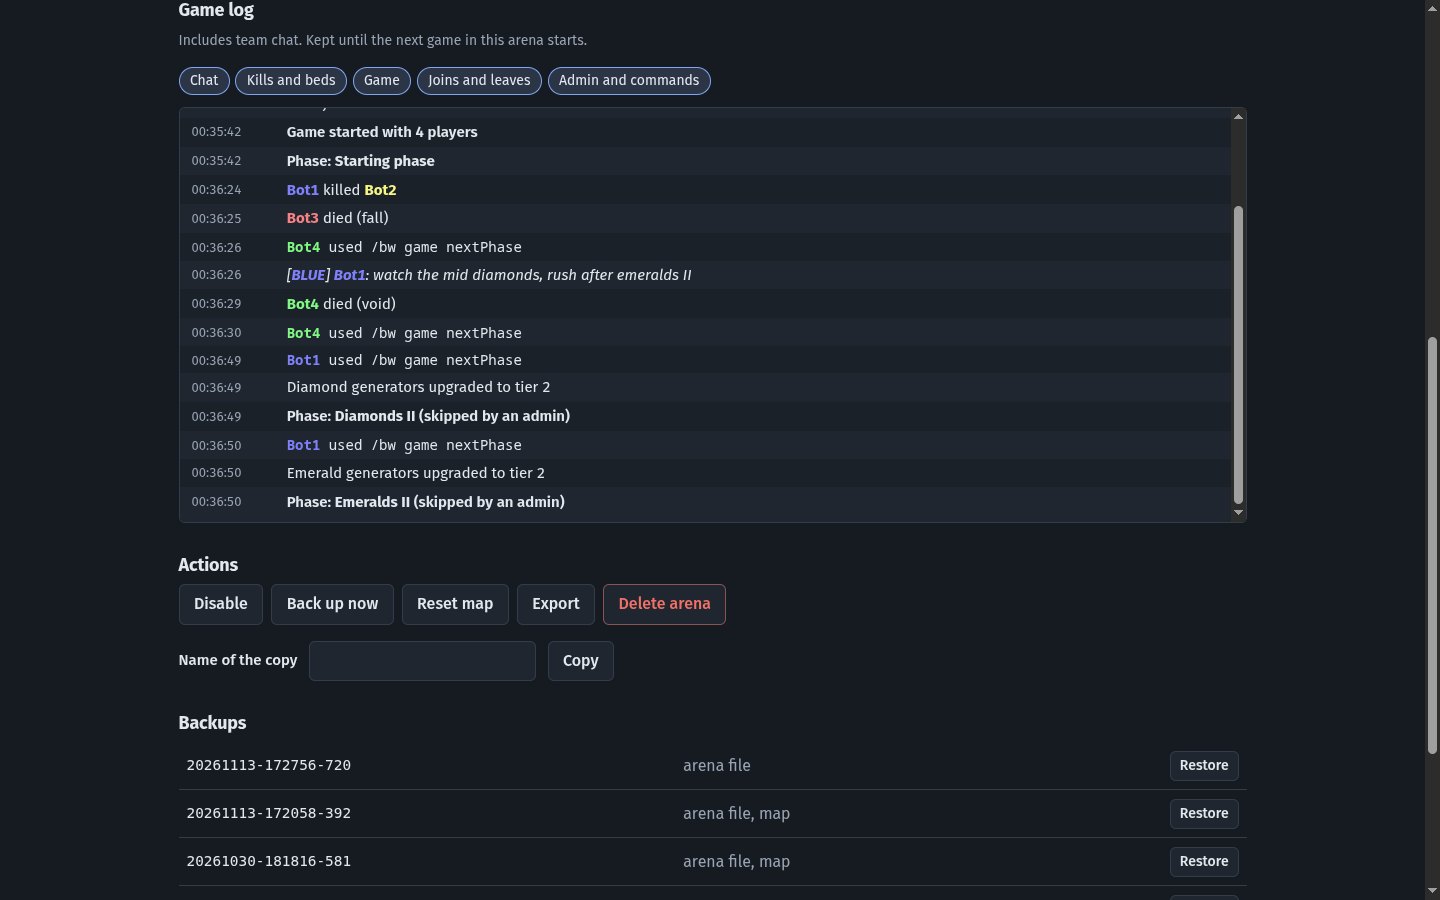 Game log
Includes team chat. Kept until the next game in this arena starts.
Chat Kills and beds Game Joins and leaves Admin and commands
00:35:42 Game started with 4 players
00:35:42 Phase: Starting phase
00:36:24 Bot1 killed Bot2
00:36:25 Bot3 died (fall)
00:36:26 Bot4 used /bw game nextPhase
00:36:26 [BLUE] Bot1: watch the mid diamonds, rush after emeralds II
00:36:29 Bot4 died (void)
00:36:30 Bot4 used /bw game nextPhase
00:36:49 Bot1 used /bw game nextPhase
00:36:49 Diamond generators upgraded to tier 2
00:36:49 Phase: Diamonds II (skipped by an admin)
00:36:50 Bot1 used /bw game nextPhase
00:36:50 Emerald generators upgraded to tier 2
00:36:50 Phase: Emeralds II (skipped by an admin)
Actions
Disable Back up now Reset map Export Delete arena
Name of the copy Copy
Backups
20261113-172756-720 arena file Restore
20261113-172058-392 arena file, map Restore
20261030-181816-581 arena file, map Restore